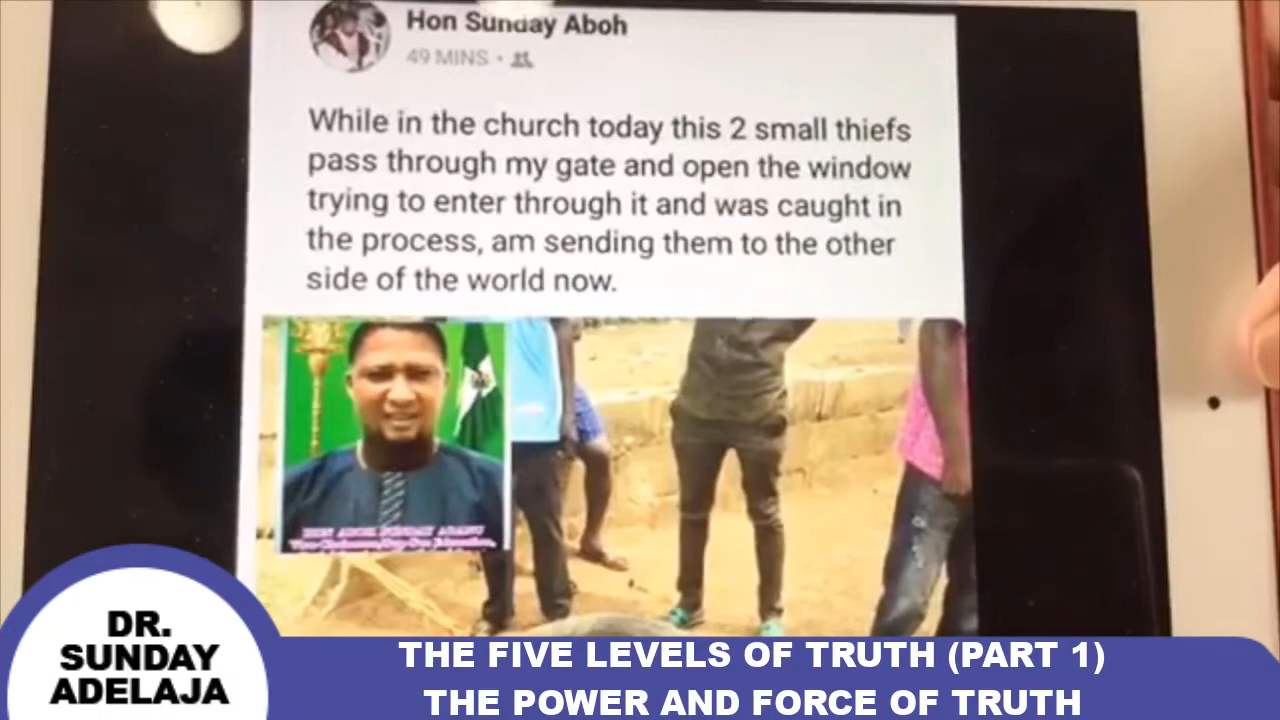 Hon Sunday Aboh
49 MINS
While in the church today this 2 small thiefs
pass through my gate and open the window
trying to enter through it and was caught in
the process, am sending them to the other
side of the world now.
HON ABOH SUNDAY
DR.
SUNDAY
ADELAJA
THE FIVE LEVELS OF TRUTH (PART 1)
THE POWER AND FORCE OF TRUTH